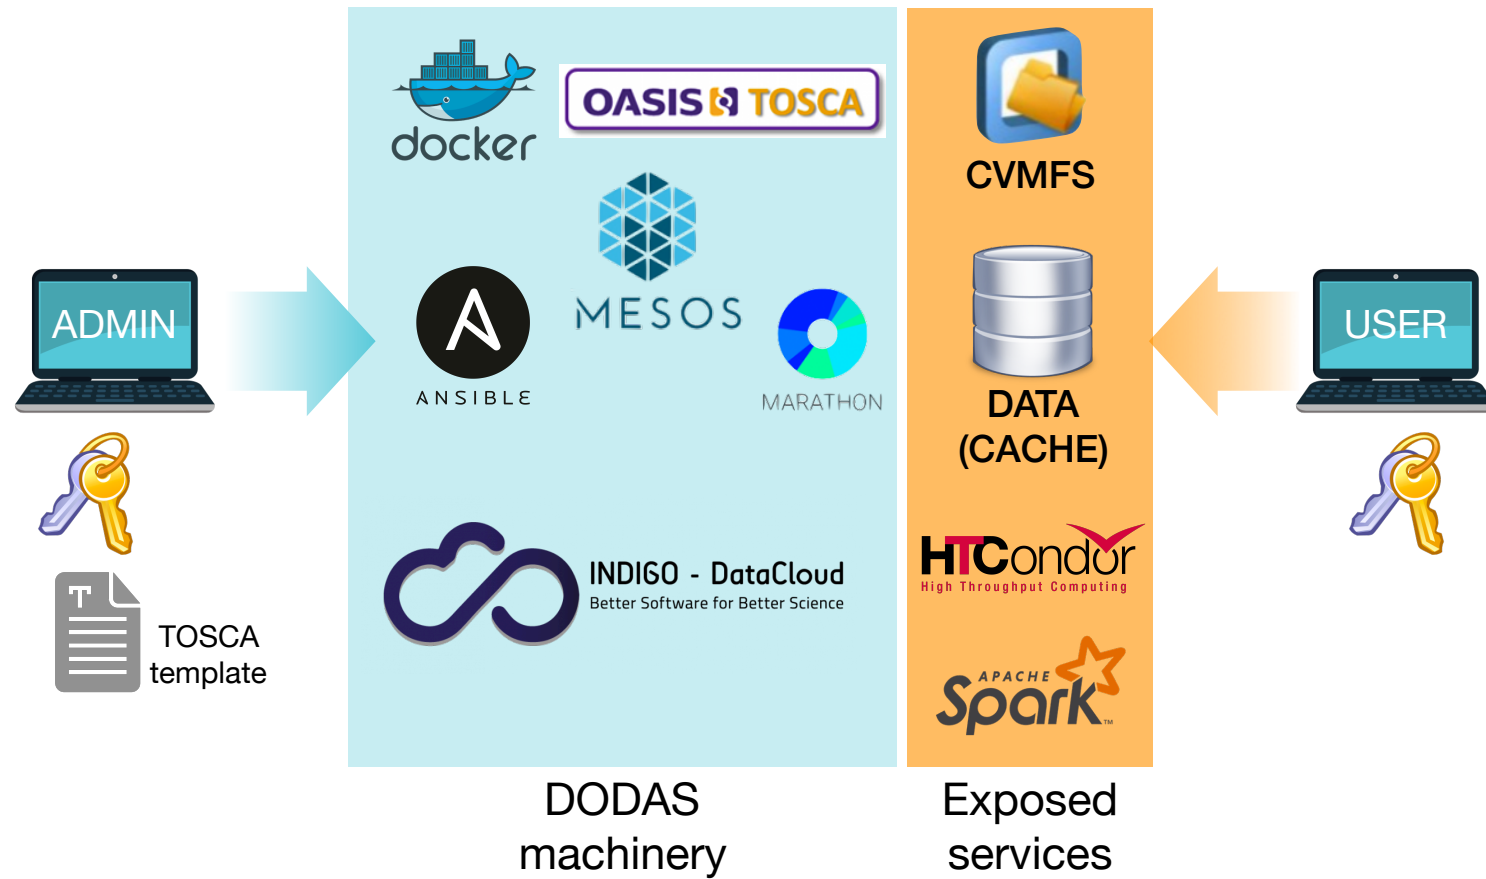 ADMIN
TOSCA
template
docker
OASIS TOSCA
MESOS
ANSIBLE
MARATHON
INDIGO - DataCloud
Better Software for Better Science
DODAS
machinery
CVMFS
DATA
(CACHE)
HTCondor
High Throughput Computing
APACHE
Spark™
Exposed
services
USER
T